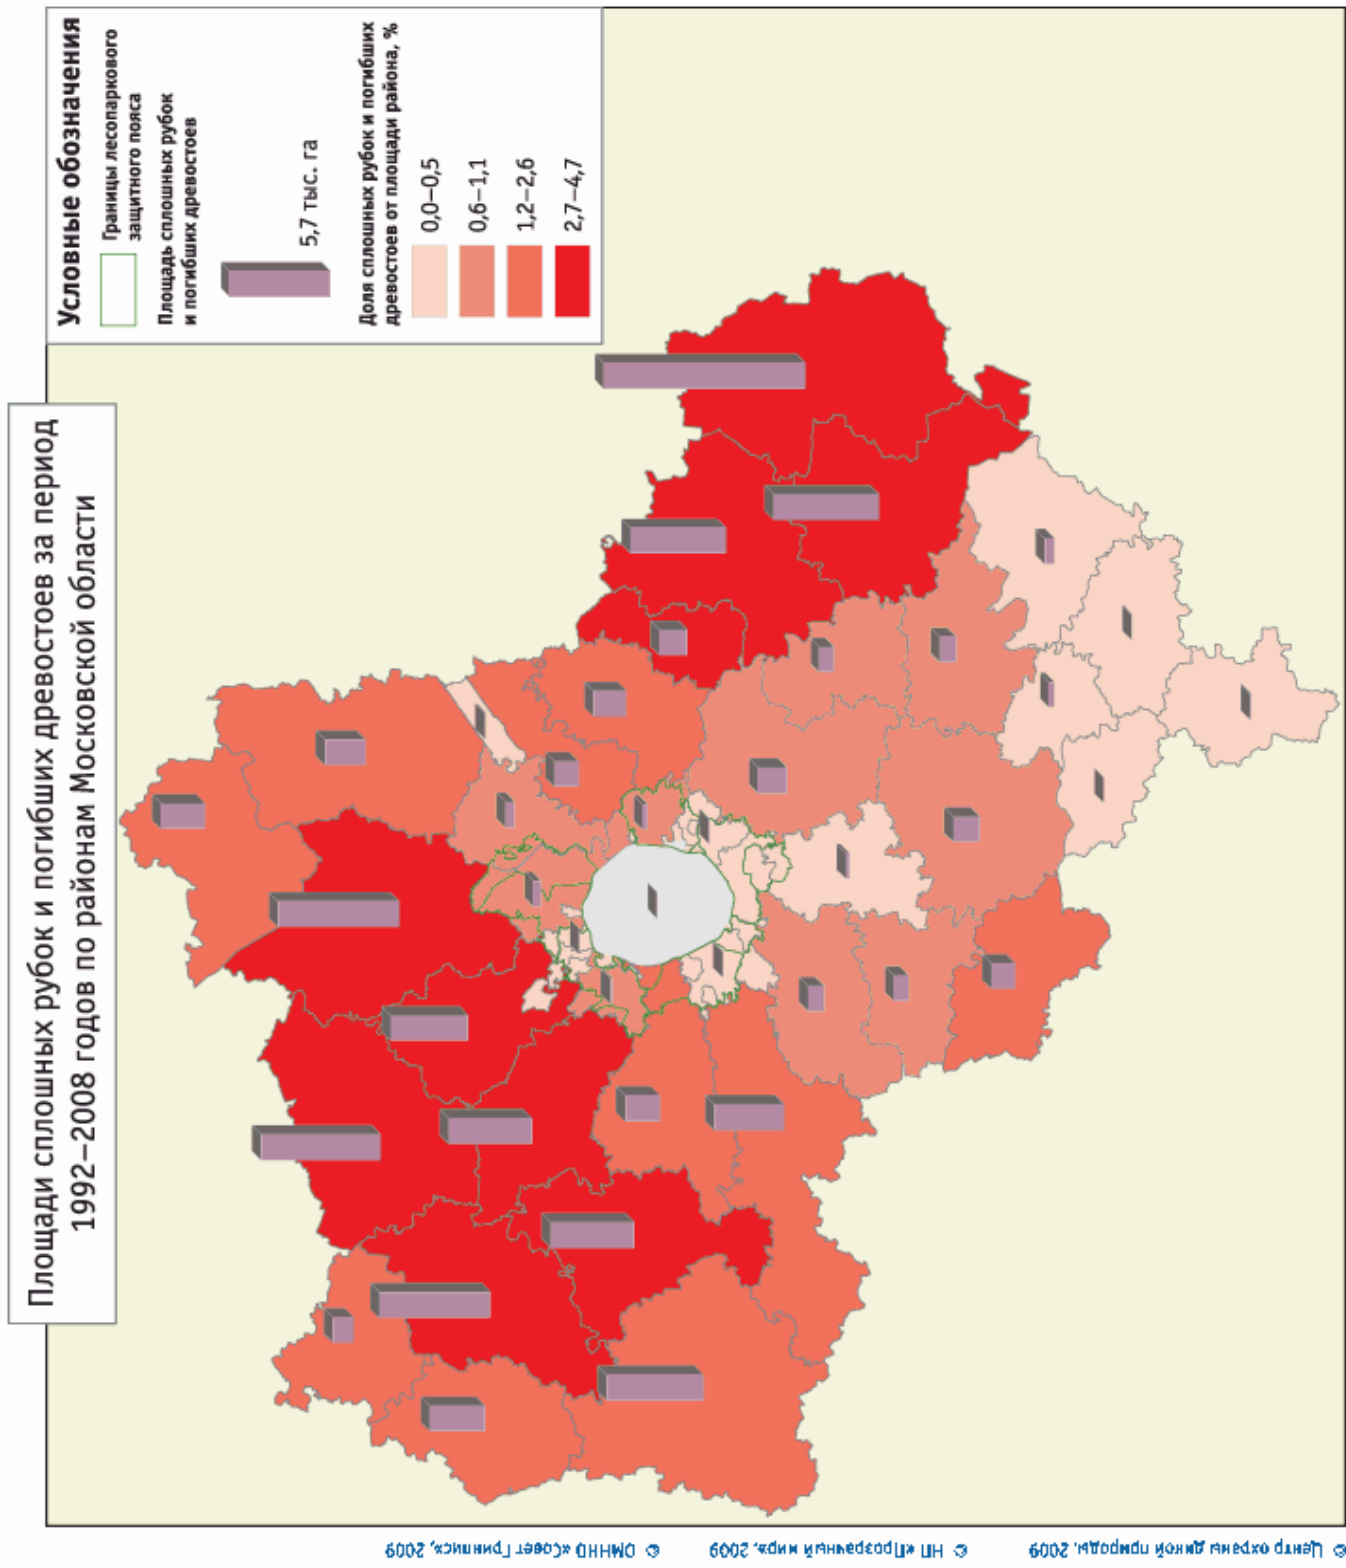 Площади сплошных рубок и погибших древостоев за период
1992–2008 годов по районам Московской области
Условные обозначения
Границы лесопаркового
защитного пояса
Площадь сплошных рубок
и погибших древостоев
5,7 тыс. га
Доля сплошных рубок и погибших
древостоев от площади района, %
0,0–0,5
0,6–1,1
1,2–2,6
2,7–4,7
© ОМННО «Совет Гринпис», 2009
© НП «Прозрачный мир», 2009
© Центр охраны дикой природы, 2009